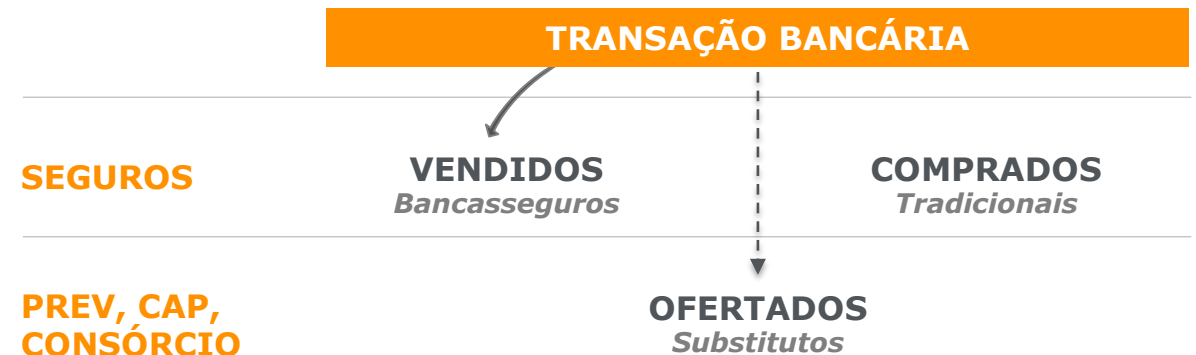 TRANSAÇÃO BANCÁRIA
SEGUROS
VENDIDOS
Bancasseguros
COMPRADOS
Tradicionais
PREV, CAP,
CONSÓRCIO
OFERTADOS
Substitutos